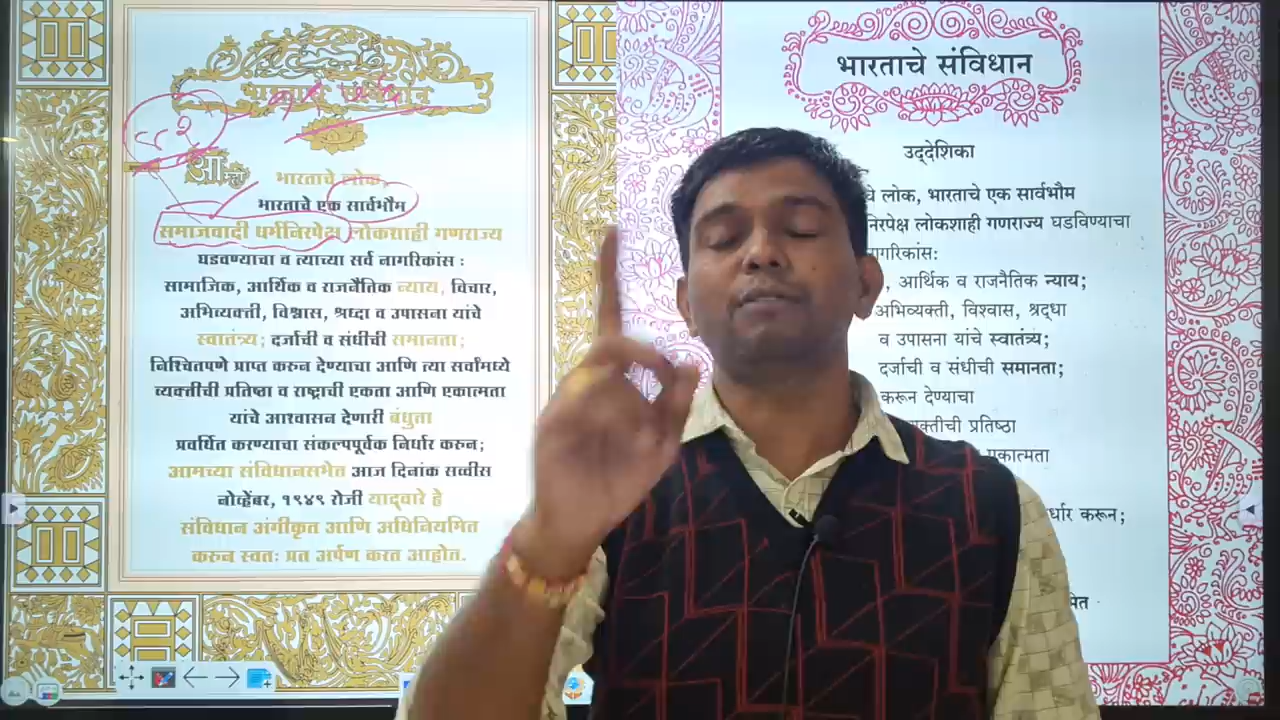 भारताचे संविधान
आम्ही
भारताचे लोक,
भारताचे एक सार्वभौम
समाजवादी धर्मनिरपेक्ष लोकशाही गणराज्य
घडवण्याचा व त्याच्या सर्व नागरिकांस :
सामाजिक, आर्थिक व राजनैतिक न्याय, विचार,
अभिव्यक्ती, विश्वास, श्रध्दा व उपासना यांचे
स्वातंत्र्य; दर्जाची व संधीची समानता;
निश्चितपणे प्राप्त करुन देण्याचा आणि त्या सर्वांमध्ये
व्यक्तीची प्रतिष्ठा व राष्ट्राची एकता आणि एकात्मता
यांचे आश्वासन देणारी बंधुता
प्रवर्धित करण्याचा संकल्पपूर्वक निर्धार करुन;
आमच्या संविधानसभेत आज दिनांक सव्वीस
नोव्हेंबर, १९४९ रोजी याद्वारे हे
संविधान अंगीकृत आणि अधिनियमित
करुन स्वतः प्रत अर्पण करत आहोत.
भारताचे संविधान
उद्देशिका
लोक, भारताचे एक सार्वभौम
लोकशाही गणराज्य घडविण्याचा
, आर्थिक व राजनैतिक न्याय;
अभिव्यक्ती, विश्वास, श्रद्धा
व उपासना यांचे स्वातंत्र्य;
दर्जाची व संधीची समानता;
करून देण्याचा
प्रतिष्ठा
एकात्मता
करून;